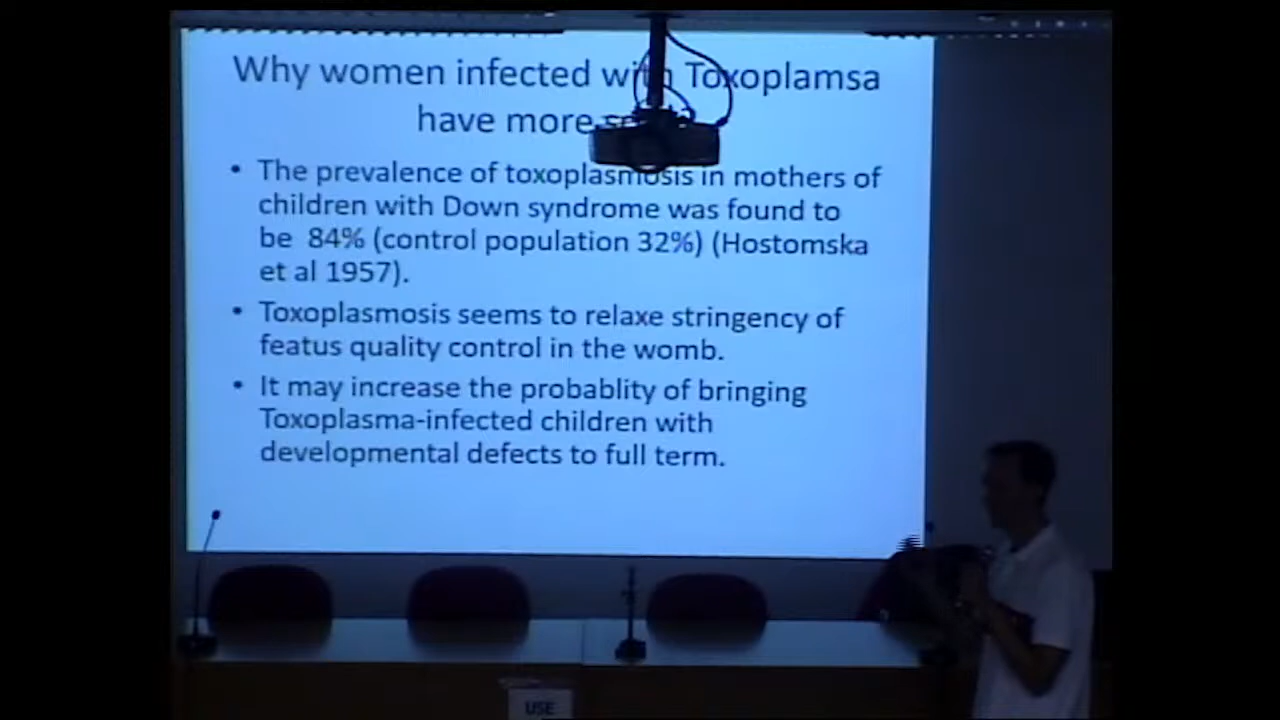 Why women infected with Toxoplamsa
have more
• The prevalence of toxoplasmosis in mothers of
children with Down syndrome was found to
be 84% (control population 32%) (Hostomska
et al 1957).
• Toxoplasmosis seems to relaxe stringency of
featus quality control in the womb.
• It may increase the probablity of bringing
Toxoplasma-infected children with
developmental defects to full term.
USE